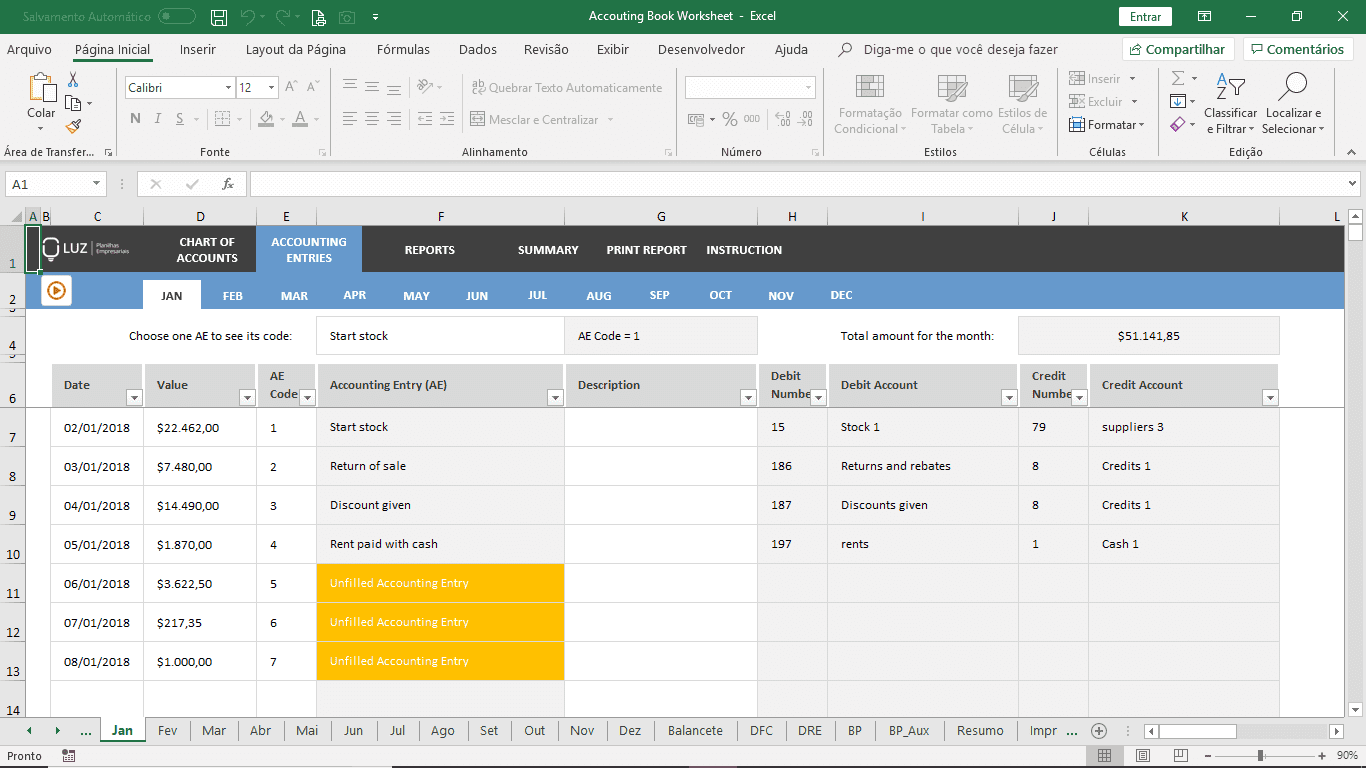 Salvamento Automático
Accouting Book Worksheet - Excel
Entrar
Arquivo Página Inicial Inserir Layout da Página Fórmulas Dados Revisão Exibir Desenvolvedor Ajuda Diga-me o que você deseja fazer Compartilhar Comentários
Colar
Área de Transfer...
Calibri 12
N I S A
Fonte
Quebrar Texto Automaticamente
Mesclar e Centralizar
Alinhamento
% 000
Número
Formatação Condicional
Formatar como Tabela
Estilos de Célula
Estilos
Inserir
Excluir
Formatar
Células
Classificar e Filtrar
Localizar e Selecionar
Edição
A1 fx
A B C D E F G H I J K L
1 LUZ Planilhas Empresariais CHART OF ACCOUNTS ACCOUNTING ENTRIES REPORTS SUMMARY PRINT REPORT INSTRUCTION
2 JAN FEB MAR APR MAY JUN JUL AUG SEP OCT NOV DEC
4 Choose one AE to see its code: Start stock AE Code = 1 Total amount for the month: $51.141,85
6 Date Value AE Code Accounting Entry (AE) Description Debit Numbe Debit Account Credit Numbe Credit Account
7 02/01/2018 $22.462,00 1 Start stock 15 Stock 1 79 suppliers 3
8 03/01/2018 $7.480,00 2 Return of sale 186 Returns and rebates 8 Credits 1
9 04/01/2018 $14.490,00 3 Discount given 187 Discounts given 8 Credits 1
10 05/01/2018 $1.870,00 4 Rent paid with cash 197 rents 1 Cash 1
11 06/01/2018 $3.622,50 5 Unfilled Accounting Entry
12 07/01/2018 $217,35 6 Unfilled Accounting Entry
13 08/01/2018 $1.000,00 7 Unfilled Accounting Entry
14
... Jan Fev Mar Abr Mai Jun Jul Ago Set Out Nov Dez Balancete DFC DRE BP BP_Aux Resumo Impr ...
Pronto 90%